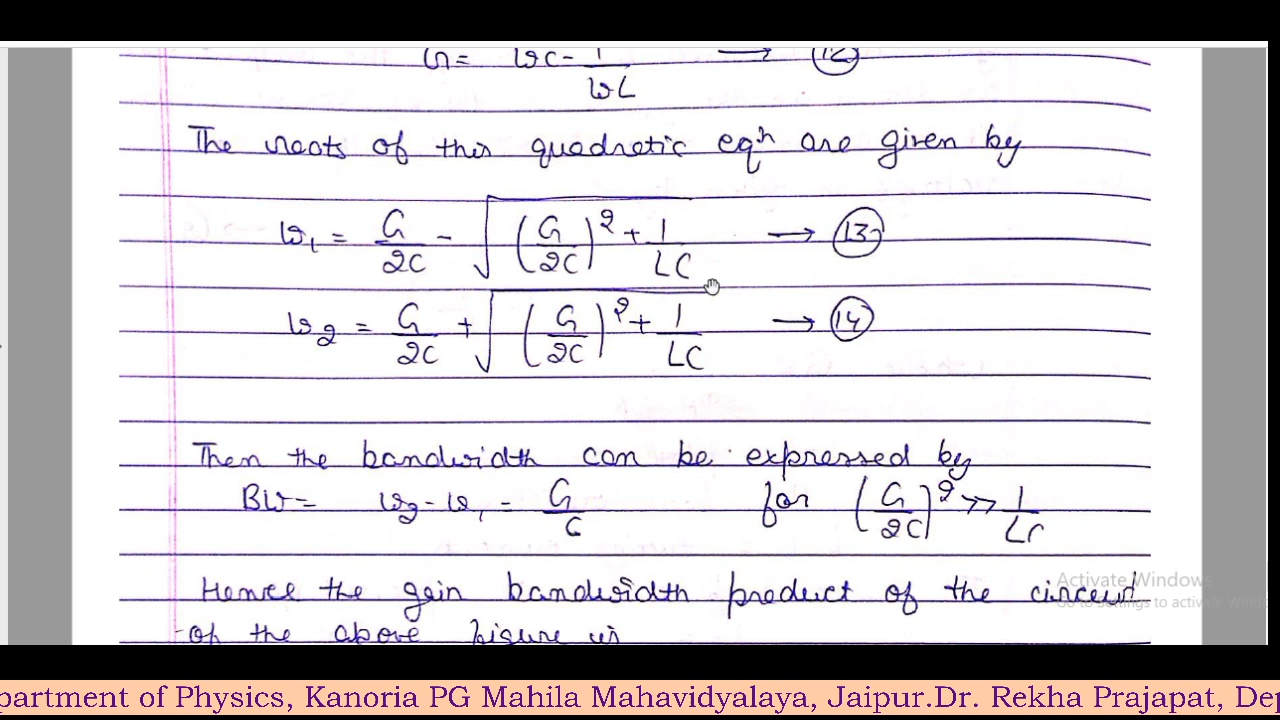 G = ωC - 1/ωL → (12)
The roots of this quadratic eqn are given by
ω1 = G/2C - √((G/2C)² + 1/LC) → (13)
ω2 = G/2C + √((G/2C)² + 1/LC) → (14)
Then the bandwidth can be expressed by
BW = ω2 - ω1 = G/C for (G/2C)² >> 1/LC
Hence the gain bandwidth product of the circuit
of the above figure is
Activate Windows
Go to Settings to activate Windows
partment of Physics, Kanoria PG Mahila Mahavidyalaya, Jaipur.Dr. Rekha Prajapat, Dep